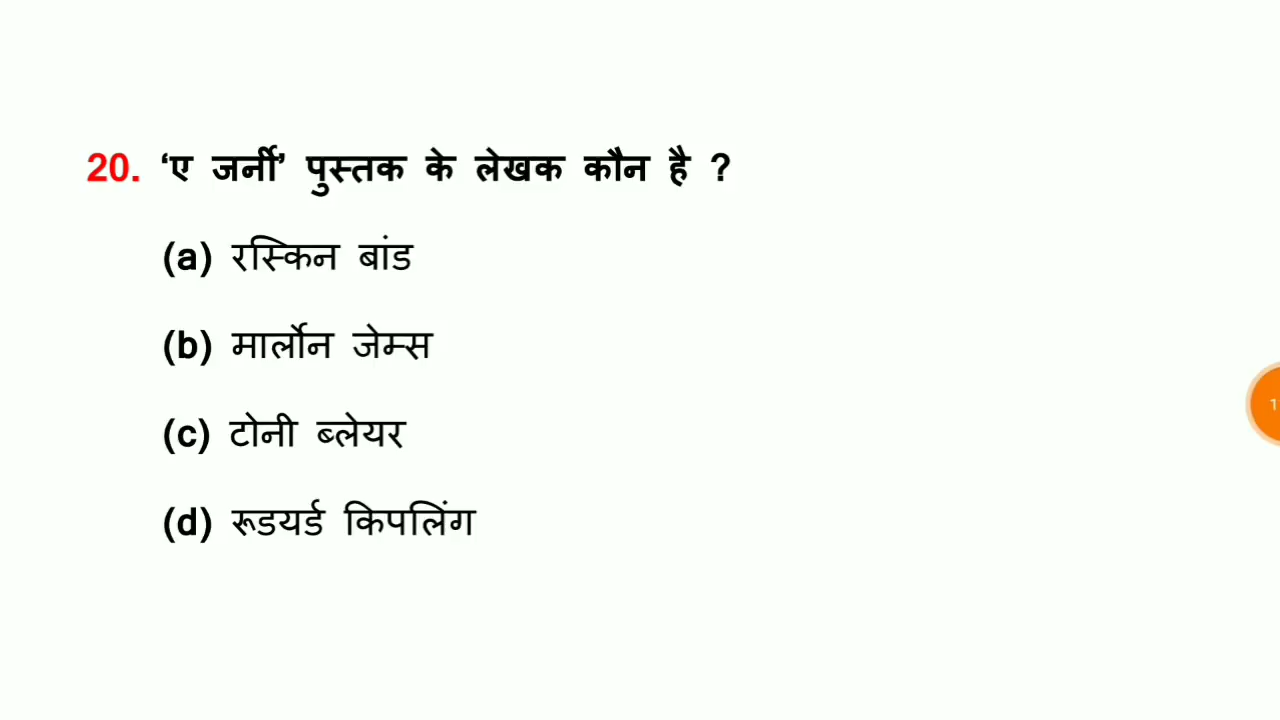 20. ‘ए जर्नी’ पुस्तक के लेखक कौन है ?
(a) रस्किन बांड
(b) मार्लोन जेम्स
(c) टोनी ब्लेयर
(d) रूडयर्ड किपलिंग